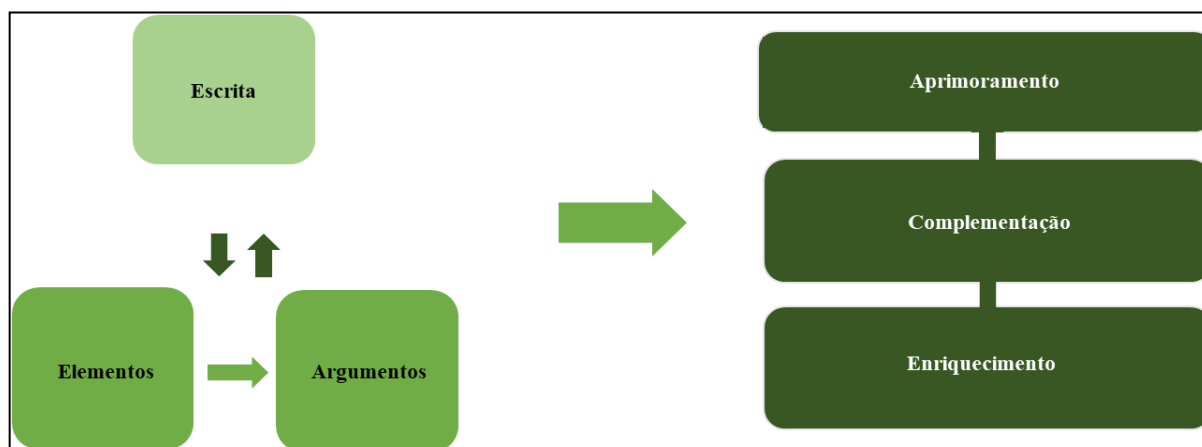 Escrita
Elementos
Argumentos
Aprimoramento
Complementação
Enriquecimento